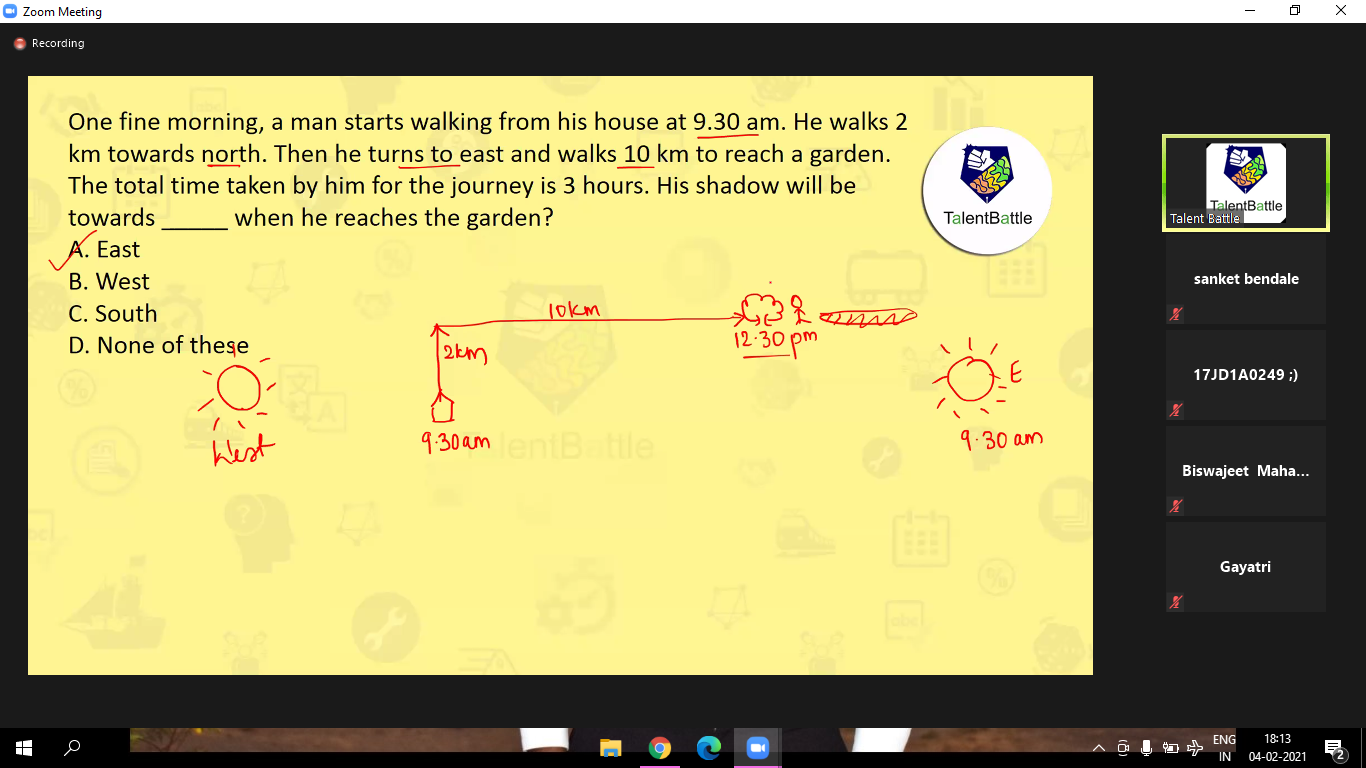 Zoom Meeting
Recording
One fine morning, a man starts walking from his house at 9.30 am. He walks 2
km towards north. Then he turns to east and walks 10 km to reach a garden.
The total time taken by him for the journey is 3 hours. His shadow will be
towards _____ when he reaches the garden?
A. East
B. West
C. South
D. None of these
TalentBattle
10km
12.30 pm
2km
9.30am
West
E
9.30 am
TalentBattle
TalentBattle
Talent Battle
sanket bendale
17JD1A0249 ;)
Biswajeet Maha...
Gayatri
ENG
IN
18:13
04-02-2021
2